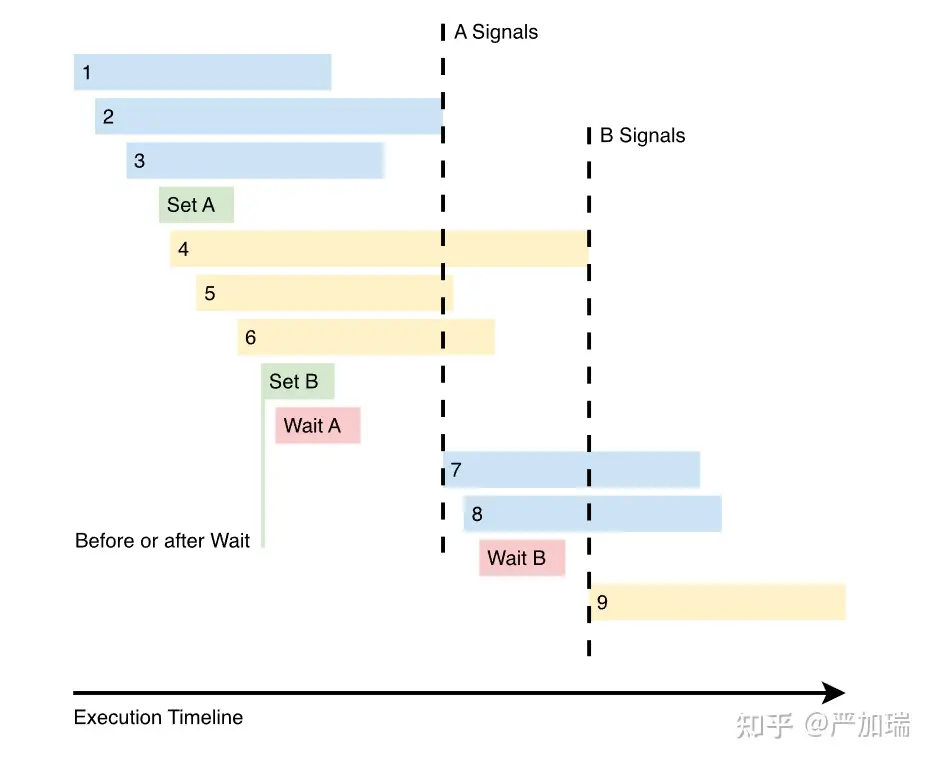 A Signals
1
2
B Signals
3
Set A
4
5
6
Set B
Wait A
7
8
Before or after Wait
Wait B
9
Execution Timeline
知乎 @严加瑞